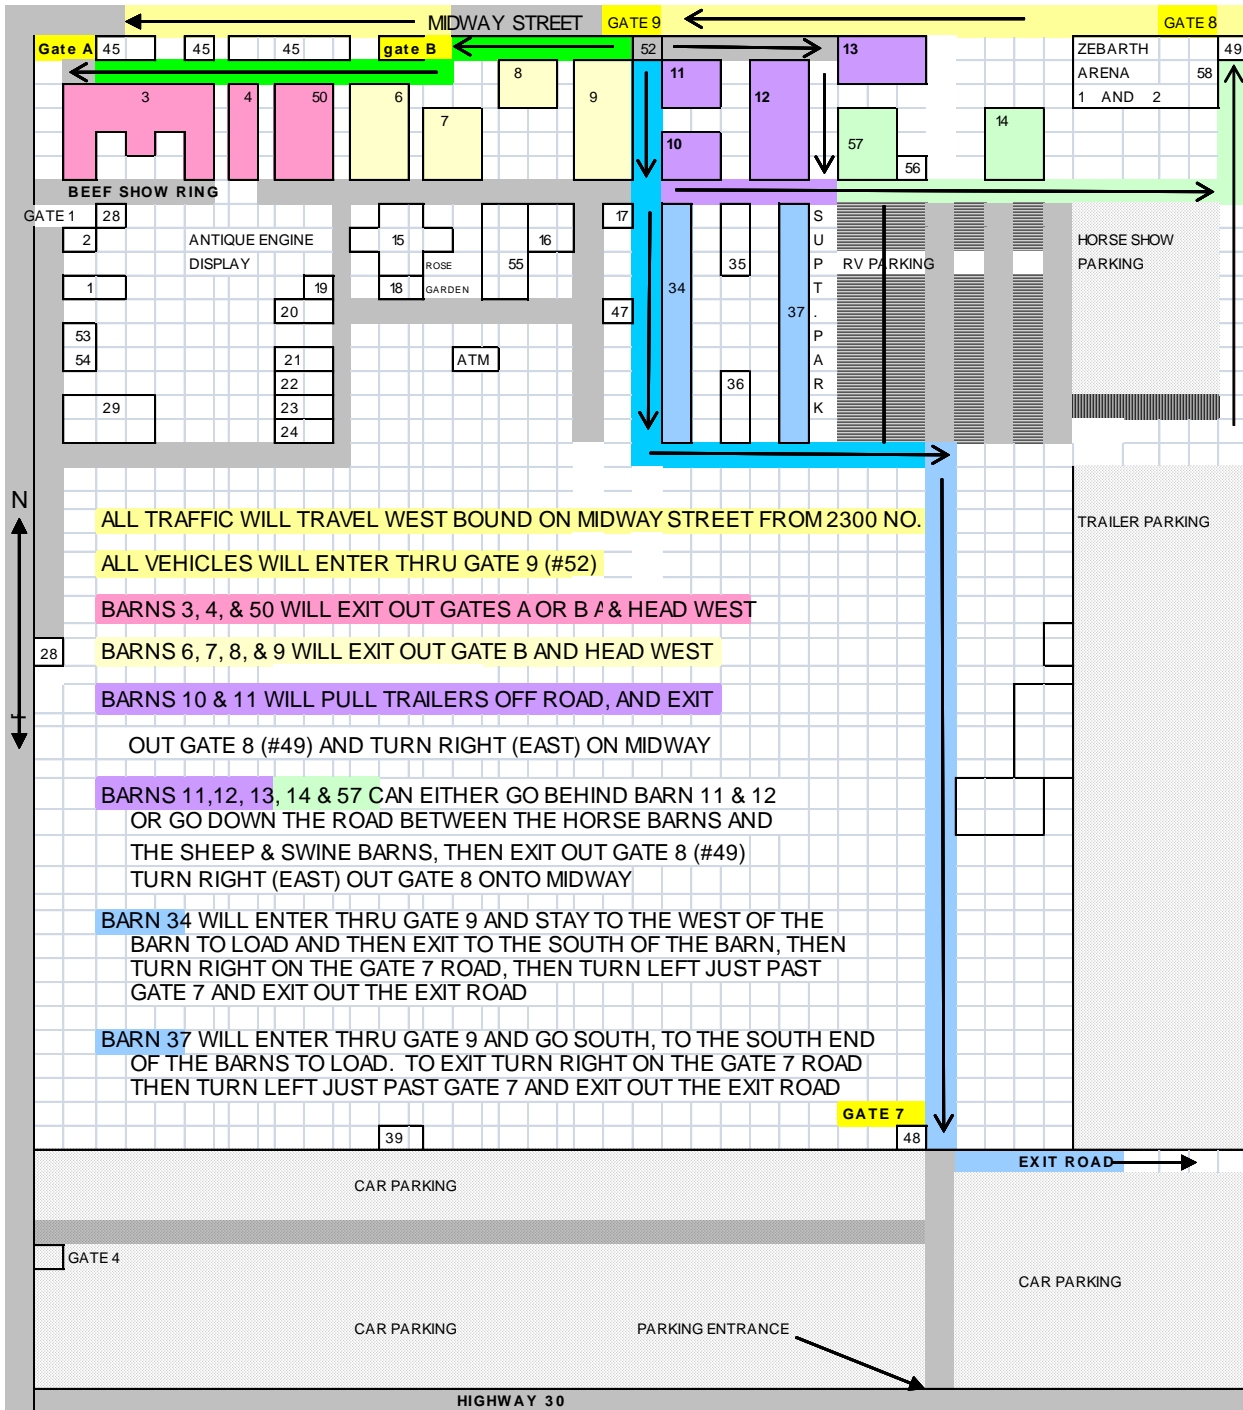 MIDWAY STREET GATE 9 GATE 8
Gate A 45 45 45 gate B 52 13 ZEBARTH 49
8 11 12 ARENA 58
3 4 50 6 9 1 AND 2
7 14
10 57
56
BEEF SHOW RING
GATE 1 28 17 S
2 ANTIQUE ENGINE 15 16 U HORSE SHOW
DISPLAY ROSE 55 35 P RV PARKING PARKING
1 19 18 GARDEN 34 T
20 47 37 .
53 P
54 21 ATM A
22 36 R
29 23 K
24
N
ALL TRAFFIC WILL TRAVEL WEST BOUND ON MIDWAY STREET FROM 2300 NO.
TRAILER PARKING
ALL VEHICLES WILL ENTER THRU GATE 9 (#52)
BARNS 3, 4, & 50 WILL EXIT OUT GATES A OR B A & HEAD WEST
28
BARNS 6, 7, 8, & 9 WILL EXIT OUT GATE B AND HEAD WEST
BARNS 10 & 11 WILL PULL TRAILERS OFF ROAD, AND EXIT
OUT GATE 8 (#49) AND TURN RIGHT (EAST) ON MIDWAY
BARNS 11,12, 13, 14 & 57 CAN EITHER GO BEHIND BARN 11 & 12
OR GO DOWN THE ROAD BETWEEN THE HORSE BARNS AND
THE SHEEP & SWINE BARNS, THEN EXIT OUT GATE 8 (#49)
TURN RIGHT (EAST) OUT GATE 8 ONTO MIDWAY
BARN 34 WILL ENTER THRU GATE 9 AND STAY TO THE WEST OF THE
BARN TO LOAD AND THEN EXIT TO THE SOUTH OF THE BARN, THEN
TURN RIGHT ON THE GATE 7 ROAD, THEN TURN LEFT JUST PAST
GATE 7 AND EXIT OUT THE EXIT ROAD
BARN 37 WILL ENTER THRU GATE 9 AND GO SOUTH, TO THE SOUTH END
OF THE BARNS TO LOAD. TO EXIT TURN RIGHT ON THE GATE 7 ROAD
THEN TURN LEFT JUST PAST GATE 7 AND EXIT OUT THE EXIT ROAD
GATE 7
39 48
EXIT ROAD
CAR PARKING
GATE 4
CAR PARKING
CAR PARKING PARKING ENTRANCE
HIGHWAY 30